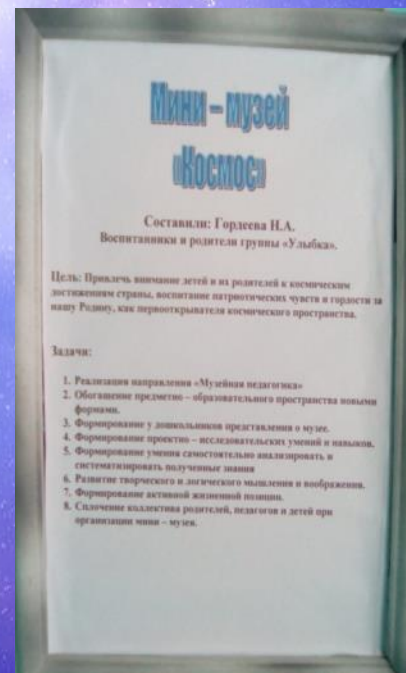 Мини – музей
«Космос»
Составили: Гордеева Н.А.
Воспитанники и родители группы «Улыбка».
Цель: Привлечь внимание детей и их родителей к космическим
достижениям страны, воспитание патриотических чувств и гордости за
нашу Родину, как первооткрывателя космического пространства.
Задачи:
1. Реализация направления «Музейная педагогика»
2. Обогащение предметно – образовательного пространства новыми
формами.
3. Формирование у дошкольников представления о музее.
4. Формирование проектно – исследовательских умений и навыков.
5. Формирование умения самостоятельно анализировать и
систематизировать полученные знания
6. Развитие творческого и логического мышления и воображения.
7. Формирование активной жизненной позиции.
8. Сплочение коллектива родителей, педагогов и детей при
организации мини – музея.